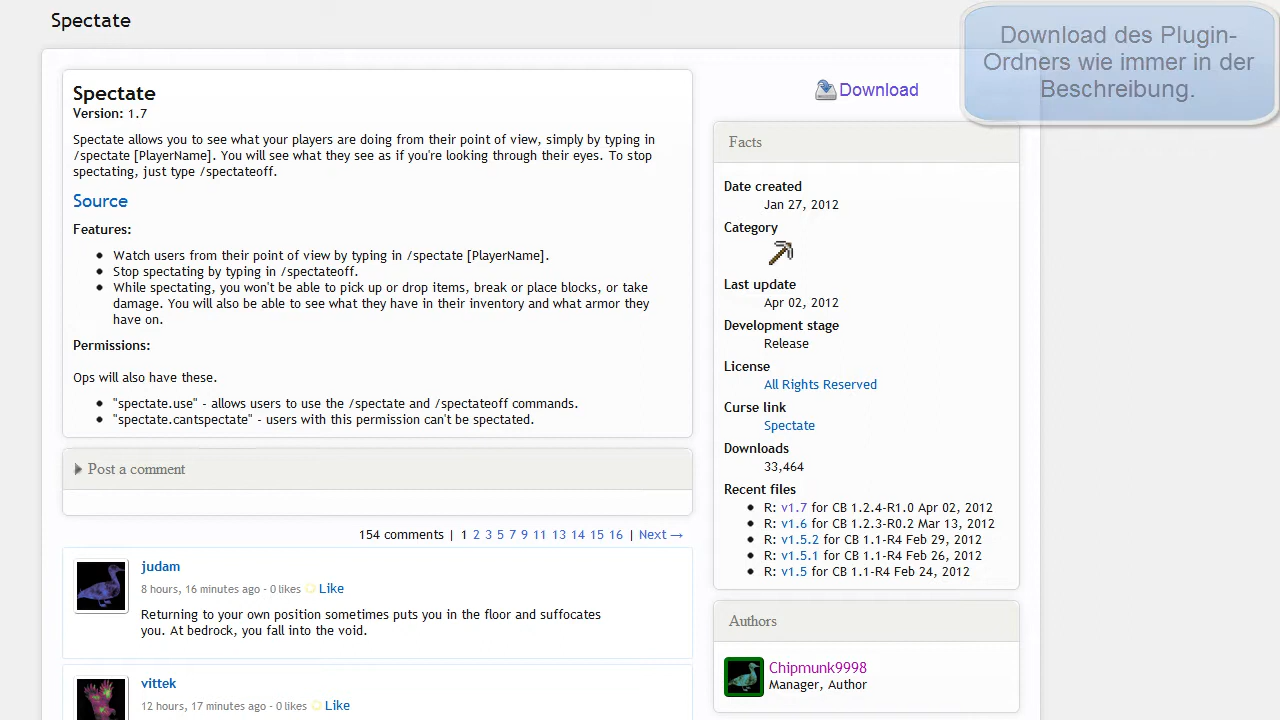 Spectate
Download des Plugin-
Ordners wie immer in der
Beschreibung.
Spectate
Version: 1.7
Spectate allows you to see what your players are doing from their point of view, simply by typing in
/spectate [PlayerName]. You will see what they see as if you're looking through their eyes. To stop
spectating, just type /spectateoff.
Source
Features:
Watch users from their point of view by typing in /spectate [PlayerName].
Stop spectating by typing in /spectateoff.
While spectating, you won't be able to pick up or drop items, break or place blocks, or take
damage. You will also be able to see what they have in their inventory and what armor they
have on.
Permissions:
Ops will also have these.
"spectate.use" - allows users to use the /spectate and /spectateoff commands.
"spectate.cantspectate" - users with this permission can't be spectated.
Post a comment
154 comments | 1 2 3 5 7 9 11 13 14 15 16 | Next →
judam
8 hours, 16 minutes ago - 0 likes Like
Returning to your own position sometimes puts you in the floor and suffocates
you. At bedrock, you fall into the void.
vittek
12 hours, 17 minutes ago - 0 likes Like
Download
Facts
Date created
Jan 27, 2012
Category
Last update
Apr 02, 2012
Development stage
Release
License
All Rights Reserved
Curse link
Spectate
Downloads
33,464
Recent files
R: v1.7 for CB 1.2.4-R1.0 Apr 02, 2012
R: v1.6 for CB 1.2.3-R0.2 Mar 13, 2012
R: v1.5.2 for CB 1.1-R4 Feb 29, 2012
R: v1.5.1 for CB 1.1-R4 Feb 26, 2012
R: v1.5 for CB 1.1-R4 Feb 24, 2012
Authors
Chipmunk9998
Manager, Author